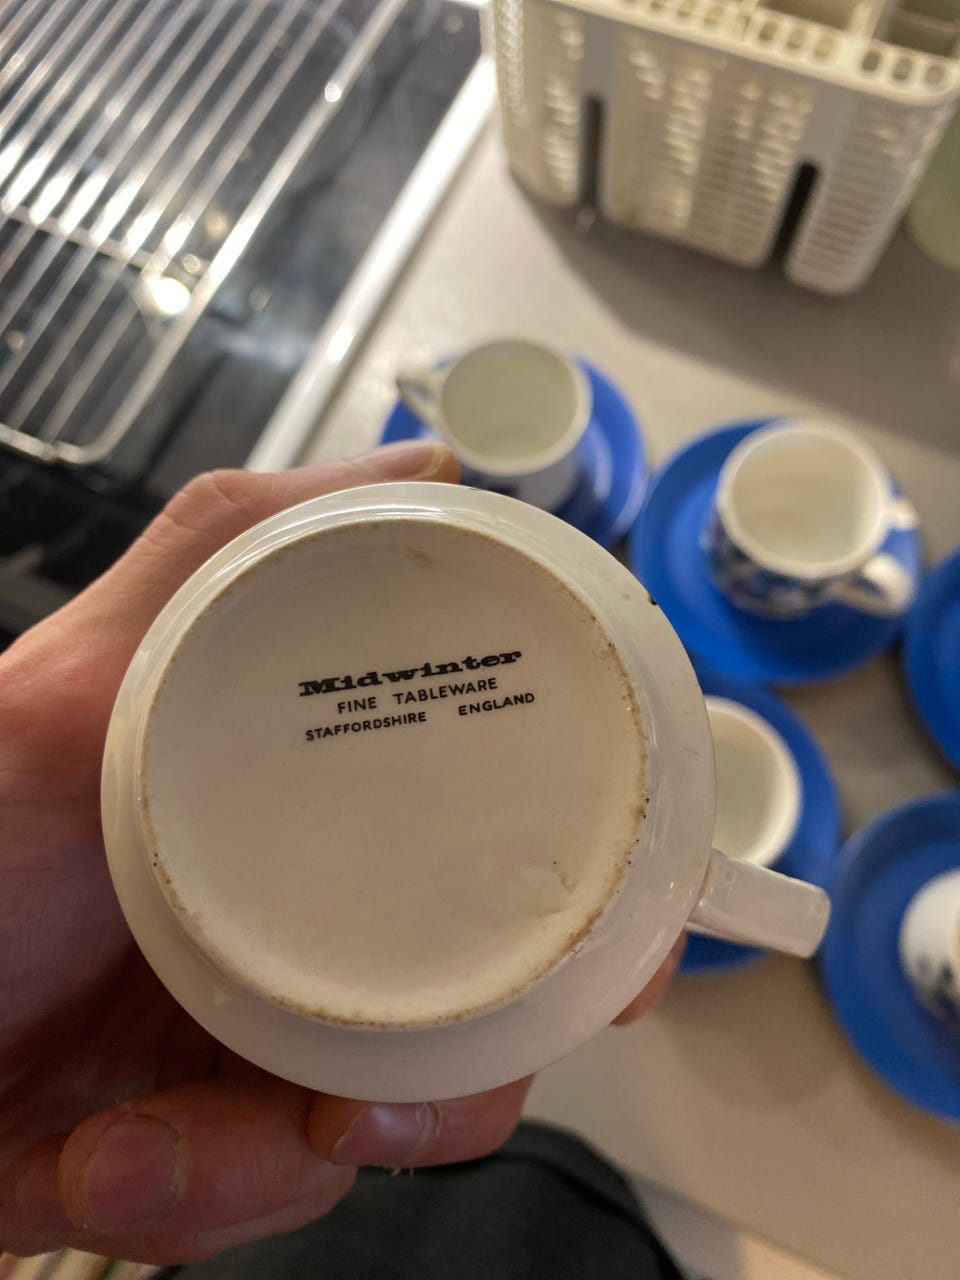 Midwinter
FINE TABLEWARE
STAFFORDSHIRE ENGLAND